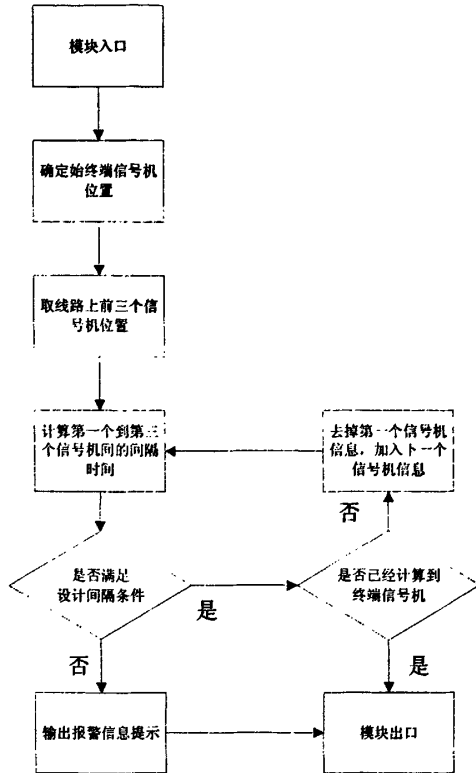 模块入口
确定始终端信号机
位置
取线路上前三个信
号机位置
计算第一个到第三
个信号机间的间隔
时间
去掉第一个信号机
信息，加入下一个
信号机信息
否
是否满足
设计间隔条件
是
是否已经计算到
终端信号机
否
是
输出报警信息提示
模块出口